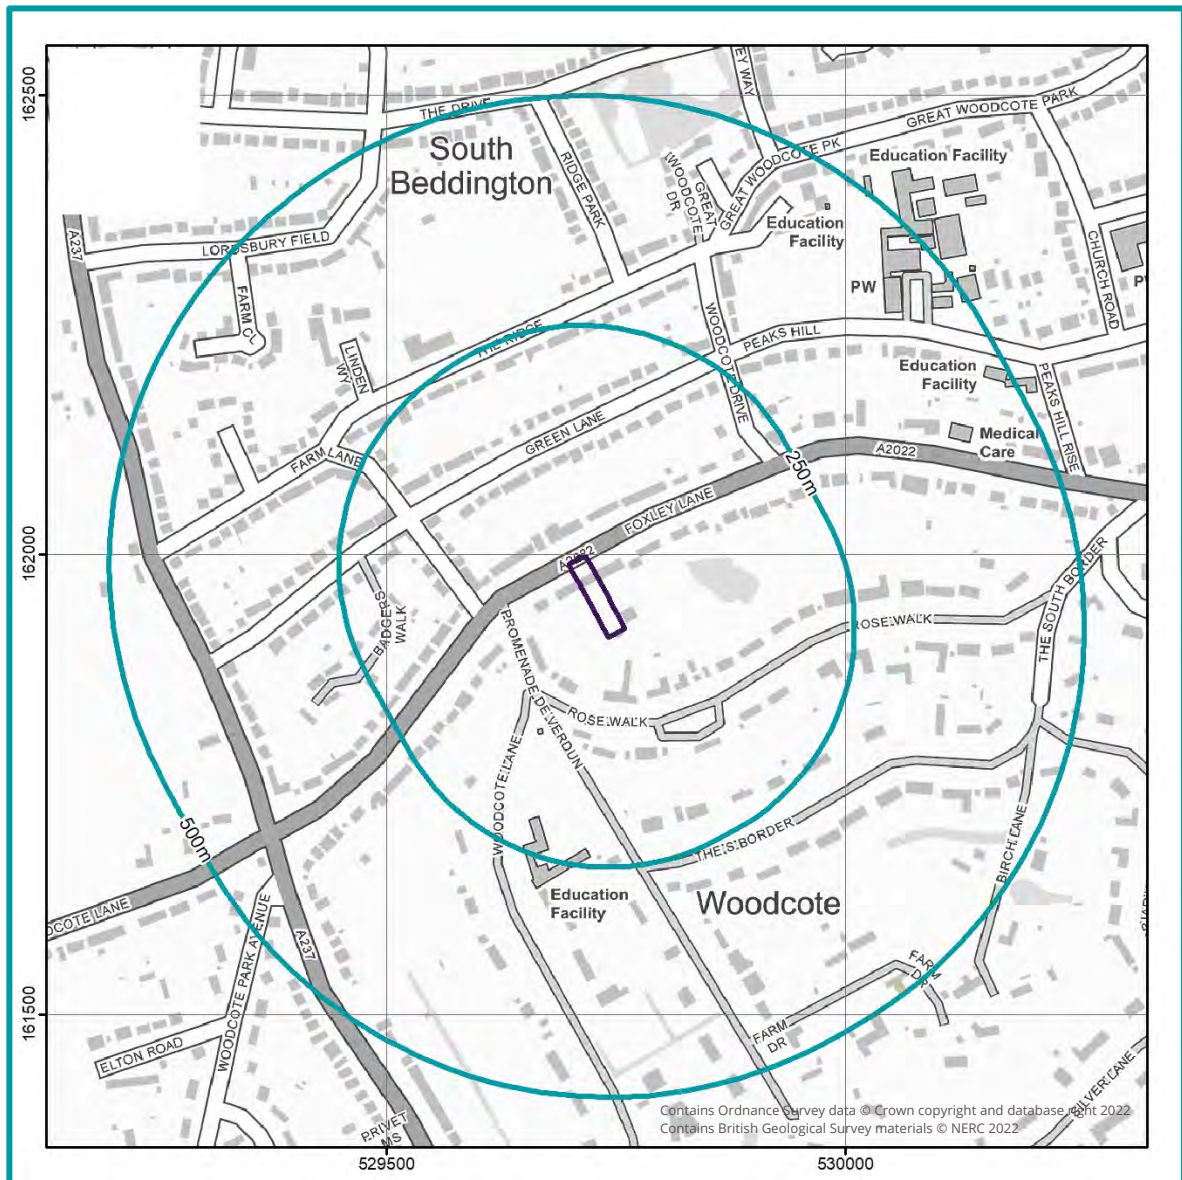 162500
162000
161500
529500
530000
THE DRIVE
EY WAY
GREAT WOODCOTE PARK
South
Beddington
RIDGE PARK
GREAT
WOODCOTE
DR
GREAT WOODCOTE PK
Education Facility
A237
LORDSBURY FIELD
Education
Facility
CHURCH ROAD
FARM CL
PW
THE RIDGE
WOODCOTE DRIVE
PEAKS HILL
LINDEN
WY
Education
Facility
PEAKS HILL RISE
GREEN LANE
FARM LANE
Medical
Care
A2022
250m
FOXLEY LANE
A2022
BADGERS
WALK
PROMENADE DE VERDUN
ROSE WALK
THE SOUTH BORDER
ROSE WALK
WOODCOTE LANE
500m
THE S BORDER
BIRCH LANE
Education
Facility
Woodcote
DCOTE LANE
WOODCOTE PARK AVENUE
A237
FARM
DR
FARM
DR
ELTON ROAD
SILVER LANE
PRIVET
MS
Contains Ordnance Survey data © Crown copyright and database right 2022
Contains British Geological Survey materials © NERC 2022